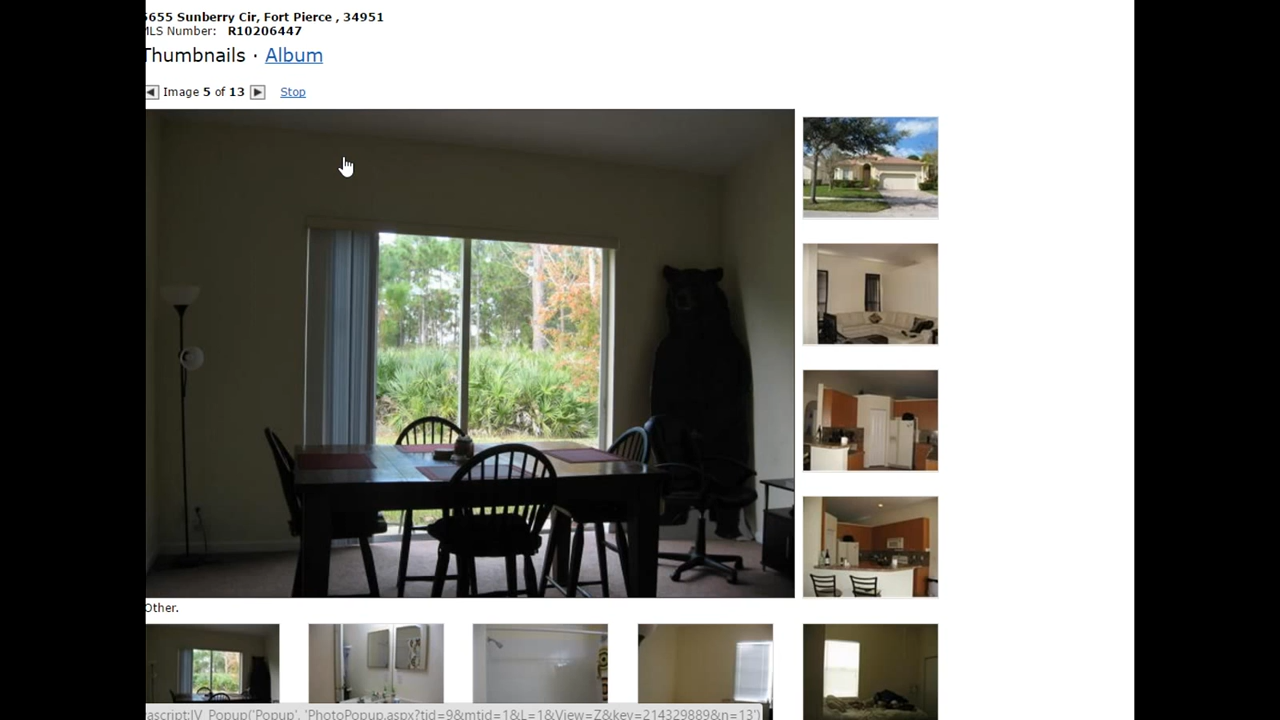 5655 Sunberry Cir, Fort Pierce , 34951
MLS Number: R10206447
Thumbnails · Album
Image 5 of 13 Stop
Other.
ascript:IV_Popup('Popup', 'PhotoPopup.aspx?tid=9&mtid=1&L=1&View=Z&key=214329889&n=13')